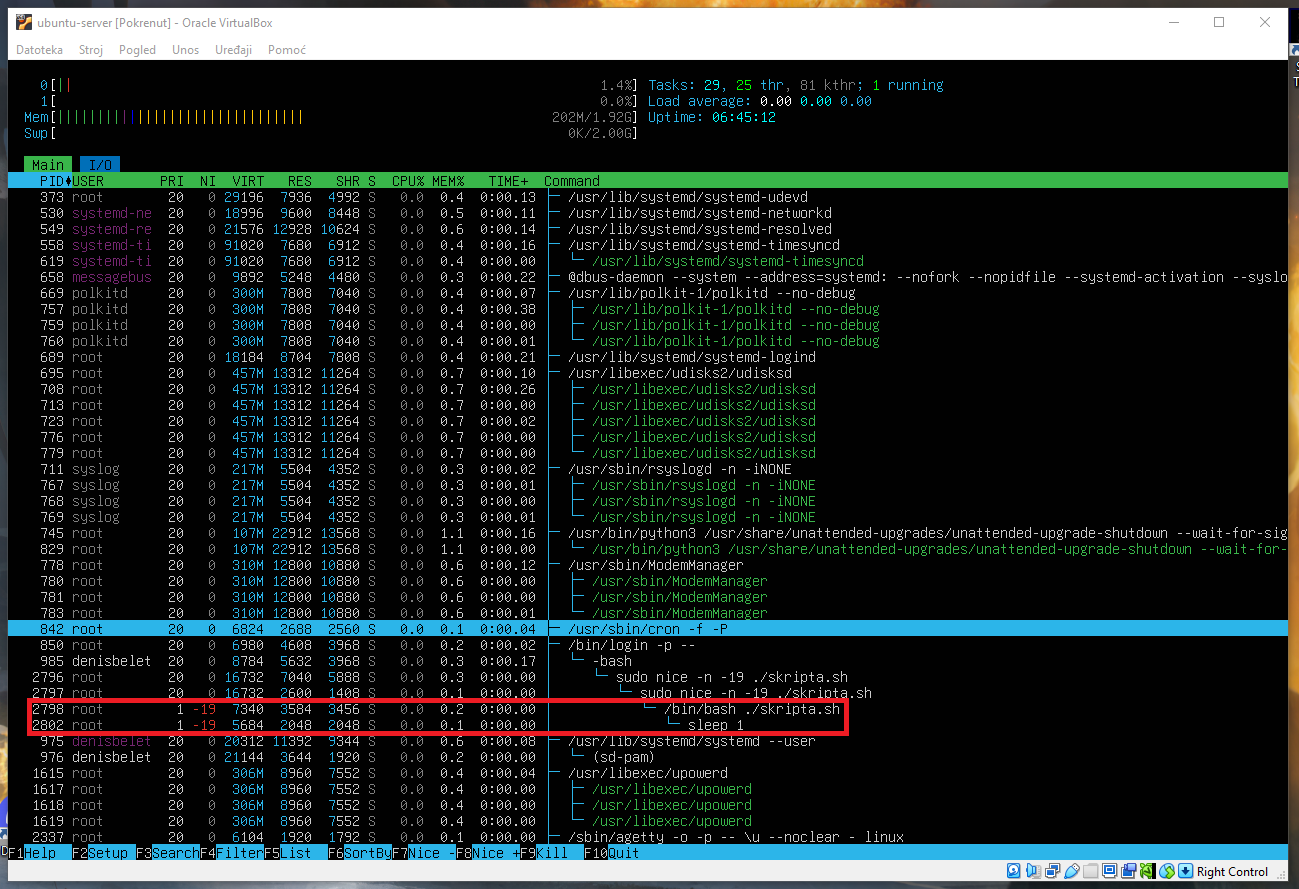 ubuntu-server [Pokrenut] - Oracle VirtualBox
Datoteka Stroj Pogled Unos Uređaji Pomoć
0[|| 1.4%] Tasks: 29, 25 thr, 81 kthr; 1 running
1[ 0.0%] Load average: 0.00 0.00 0.00
Mem[||||||||||||||||||||||||||||||| 202M/1.92G] Uptime: 06:45:12
Swp[ 0K/2.00G]
Main I/O
PID USER PRI NI VIRT RES SHR S CPU% MEM% TIME+ Command
373 root 20 0 29196 7936 4992 S 0.0 0.4 0:00.13 /usr/lib/systemd/systemd-udevd
530 systemd-ne 20 0 18996 9600 8448 S 0.0 0.5 0:00.11 /usr/lib/systemd/systemd-networkd
549 systemd-re 20 0 21576 12928 10624 S 0.0 0.6 0:00.14 /usr/lib/systemd/systemd-resolved
558 systemd-ti 20 0 91020 7680 6912 S 0.0 0.4 0:00.16 /usr/lib/systemd/systemd-timesyncd
619 systemd-ti 20 0 91020 7680 6912 S 0.0 0.4 0:00.00 /usr/lib/systemd/systemd-timesyncd
658 messagebus 20 0 9892 5248 4480 S 0.0 0.3 0:00.22 @dbus-daemon --system --address=systemd: --nofork --nopidfile --systemd-activation --syslo
669 polkitd 20 0 300M 7808 7040 S 0.0 0.4 0:00.07 /usr/lib/polkit-1/polkitd --no-debug
757 polkitd 20 0 300M 7808 7040 S 0.0 0.4 0:00.38 /usr/lib/polkit-1/polkitd --no-debug
759 polkitd 20 0 300M 7808 7040 S 0.0 0.4 0:00.00 /usr/lib/polkit-1/polkitd --no-debug
760 polkitd 20 0 300M 7808 7040 S 0.0 0.4 0:00.01 /usr/lib/polkit-1/polkitd --no-debug
689 root 20 0 18184 8704 7808 S 0.0 0.4 0:00.21 /usr/lib/systemd/systemd-logind
695 root 20 0 457M 13312 11264 S 0.0 0.7 0:00.10 /usr/libexec/udisks2/udisksd
708 root 20 0 457M 13312 11264 S 0.0 0.7 0:00.26 /usr/libexec/udisks2/udisksd
713 root 20 0 457M 13312 11264 S 0.0 0.7 0:00.00 /usr/libexec/udisks2/udisksd
723 root 20 0 457M 13312 11264 S 0.0 0.7 0:00.02 /usr/libexec/udisks2/udisksd
776 root 20 0 457M 13312 11264 S 0.0 0.7 0:00.00 /usr/libexec/udisks2/udisksd
779 root 20 0 457M 13312 11264 S 0.0 0.7 0:00.00 /usr/libexec/udisks2/udisksd
711 syslog 20 0 217M 5504 4352 S 0.0 0.3 0:00.02 /usr/sbin/rsyslogd -n -iNONE
767 syslog 20 0 217M 5504 4352 S 0.0 0.3 0:00.01 /usr/sbin/rsyslogd -n -iNONE
768 syslog 20 0 217M 5504 4352 S 0.0 0.3 0:00.00 /usr/sbin/rsyslogd -n -iNONE
769 syslog 20 0 217M 5504 4352 S 0.0 0.3 0:00.01 /usr/sbin/rsyslogd -n -iNONE
745 root 20 0 107M 22912 13568 S 0.0 1.1 0:00.16 /usr/bin/python3 /usr/share/unattended-upgrades/unattended-upgrade-shutdown --wait-for-sig
829 root 20 0 107M 22912 13568 S 0.0 1.1 0:00.00 /usr/bin/python3 /usr/share/unattended-upgrades/unattended-upgrade-shutdown --wait-for-
778 root 20 0 310M 12800 10880 S 0.0 0.6 0:00.12 /usr/sbin/ModemManager
780 root 20 0 310M 12800 10880 S 0.0 0.6 0:00.00 /usr/sbin/ModemManager
781 root 20 0 310M 12800 10880 S 0.0 0.6 0:00.00 /usr/sbin/ModemManager
783 root 20 0 310M 12800 10880 S 0.0 0.6 0:00.01 /usr/sbin/ModemManager
842 root 20 0 6824 2688 2560 S 0.0 0.1 0:00.04 /usr/sbin/cron -f -P
850 root 20 0 6980 4608 3968 S 0.0 0.2 0:00.02 /bin/login -p --
985 denisbelet 20 0 8784 5632 3968 S 0.0 0.3 0:00.17 -bash
2796 root 20 0 16732 7040 5888 S 0.0 0.3 0:00.00 sudo nice -n -19 ./skripta.sh
2797 root 20 0 16732 2600 1408 S 0.0 0.1 0:00.00 sudo nice -n -19 ./skripta.sh
2798 root 1 -19 7340 3584 3456 S 0.0 0.2 0:00.00 /bin/bash ./skripta.sh
2802 root 1 -19 5684 2048 2048 S 0.0 0.1 0:00.00 sleep 1
975 denisbelet 20 0 20312 11392 9344 S 0.0 0.6 0:00.08 /usr/lib/systemd/systemd --user
976 denisbelet 20 0 21144 3644 1920 S 0.0 0.2 0:00.00 (sd-pam)
1615 root 20 0 306M 8960 7552 S 0.0 0.4 0:00.04 /usr/libexec/upowerd
1617 root 20 0 306M 8960 7552 S 0.0 0.4 0:00.00 /usr/libexec/upowerd
1618 root 20 0 306M 8960 7552 S 0.0 0.4 0:00.00 /usr/libexec/upowerd
1619 root 20 0 306M 8960 7552 S 0.0 0.4 0:00.00 /usr/libexec/upowerd
2337 root 20 0 6104 1920 1792 S 0.0 0.1 0:00.00 /sbin/agetty -o -p -- \u --noclear - linux
F1Help F2Setup F3SearchF4FilterF5List F6SortByF7Nice -F8Nice +F9Kill F10Quit
Right Control